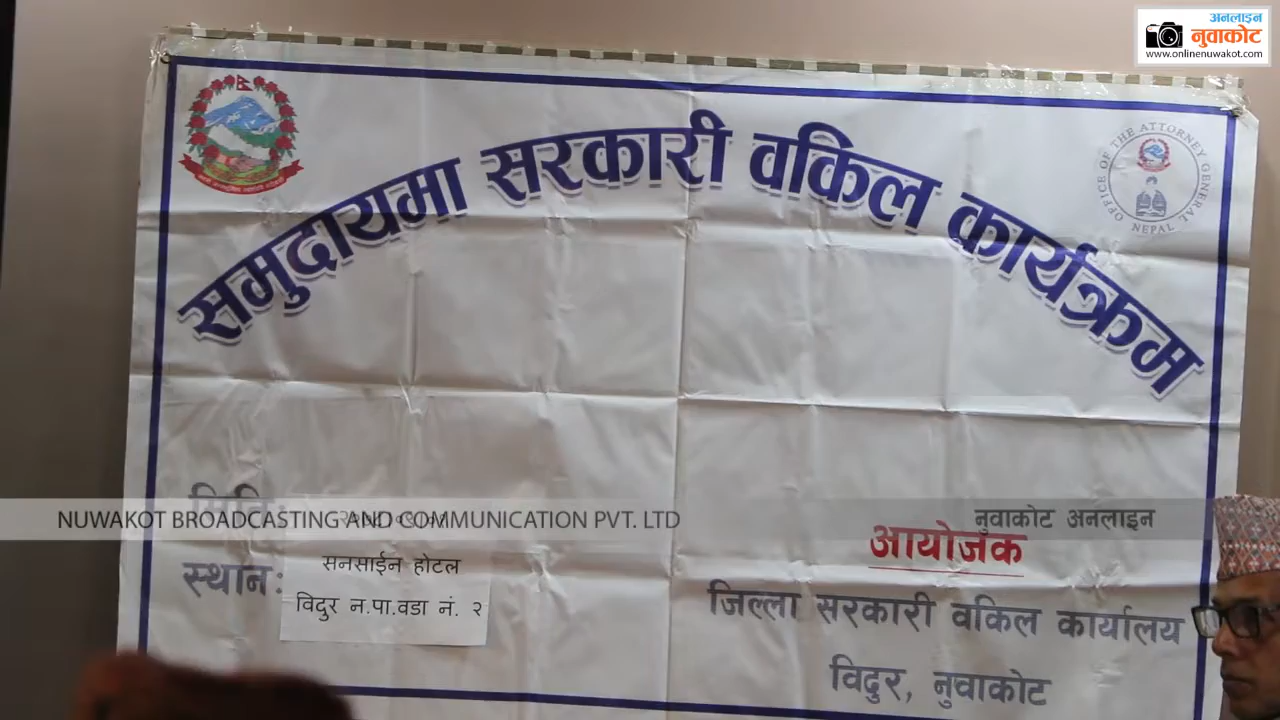 अनलाइन
नुवाकोट
www.onlinenuwakot.com
OFFICE OF THE ATTORNEY GENERAL
NEPAL
समुदायमा सरकारी वकिल कार्यक्रम
मिति:
NUWAKOT BROADCASTING AND COMMUNICATION PVT. LTD
नुवाकोट अनलाइन
स्थान:
सनसाईन होटल
विदुर न.पा.वडा नं. २
आयोजक
जिल्ला सरकारी वकिल कार्यालय
विदुर, नुवाकोट